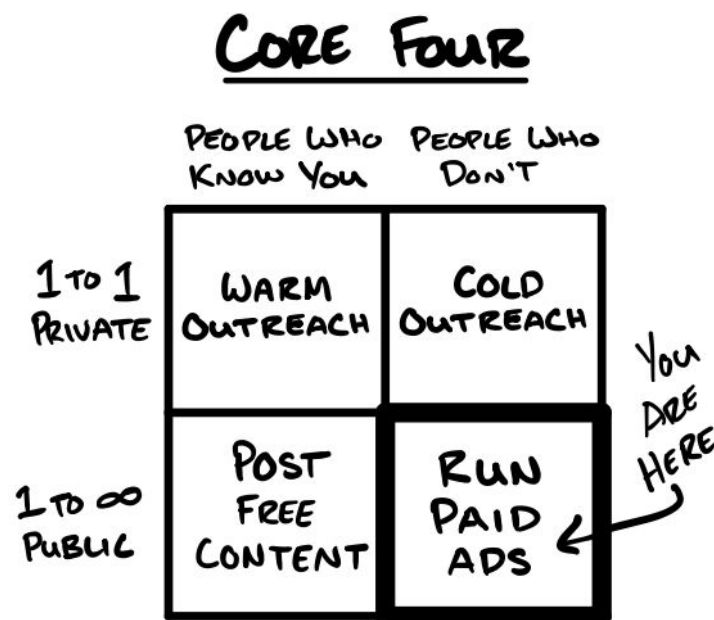 CORE FOUR
PEOPLE WHO KNOW YOU
PEOPLE WHO DON'T
1 TO 1
PRIVATE
WARM
OUTREACH
COLD
OUTREACH
1 TO ∞
PUBLIC
POST
FREE
CONTENT
RUN
PAID
ADS
YOU
ARE
HERE